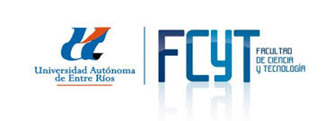 Universidad Autónoma
de Entre Ríos
FCYT
FACULTAD
DE CIENCIA
y TECNOLOGÍA